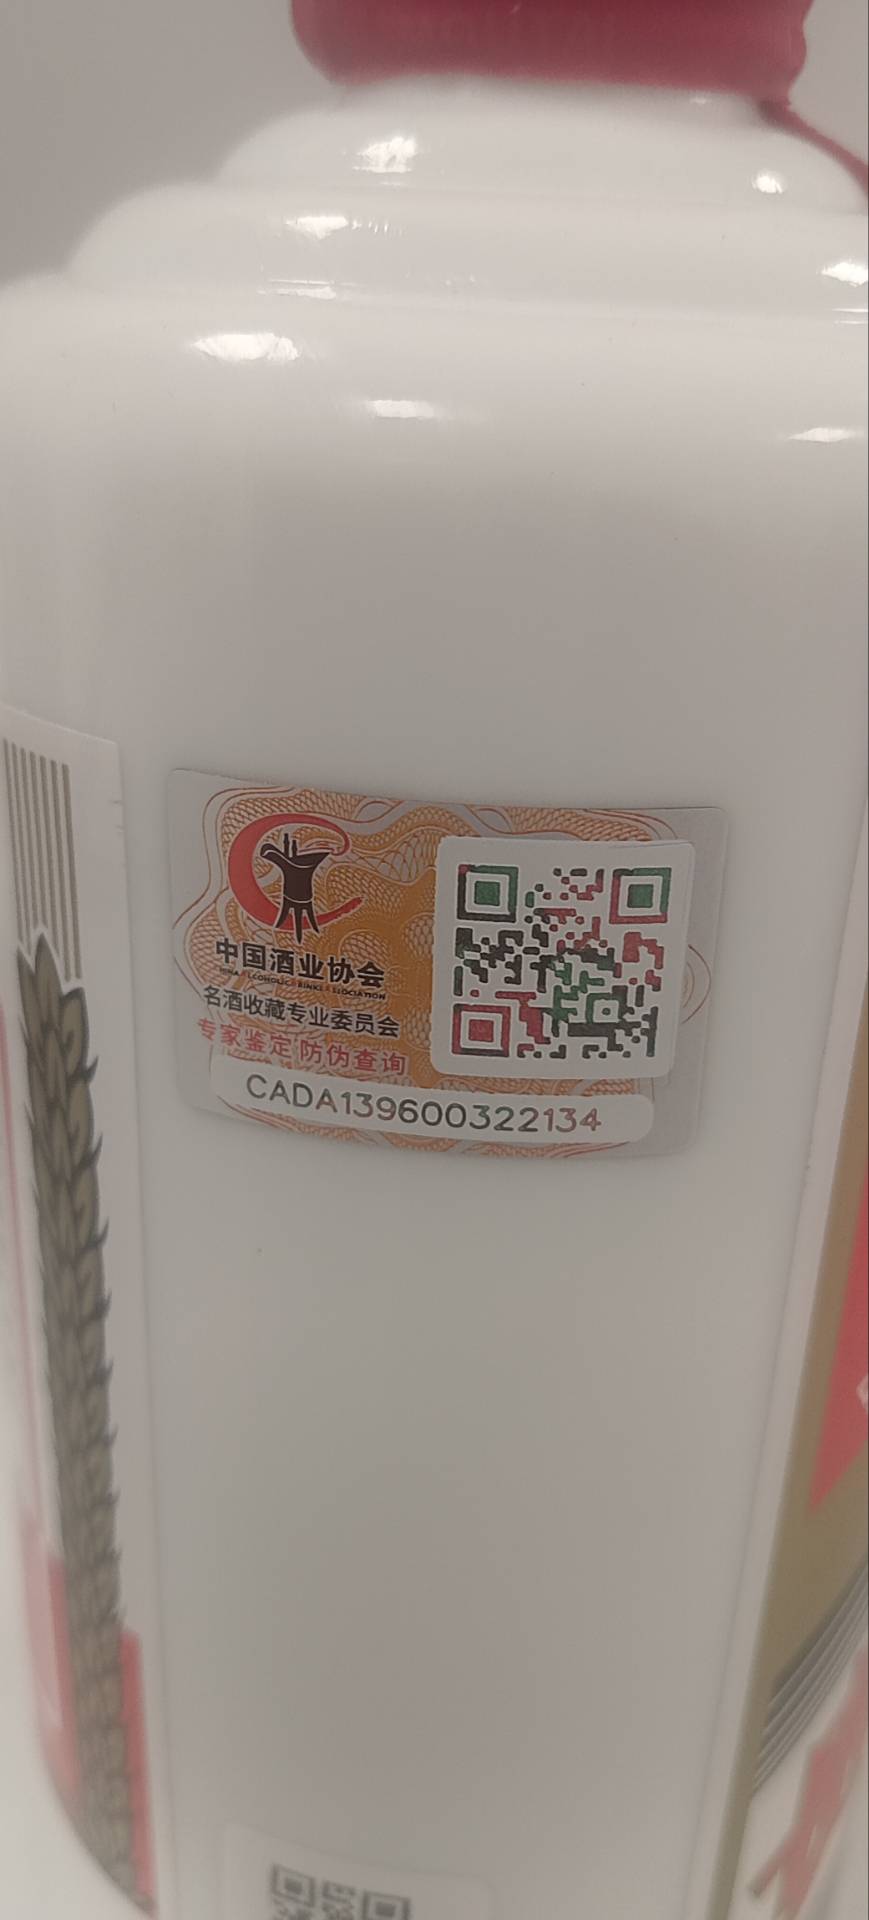 中国酒业协会
名酒收藏专业委员会
专家鉴定 防伪查询
CADA139600322134